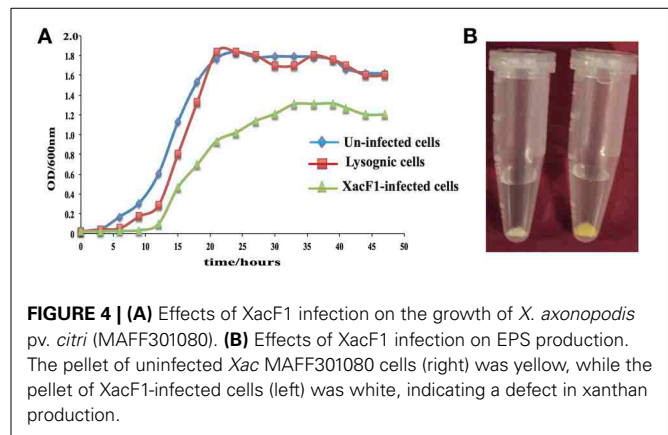 A
B
2.0
1.8
1.6
1.4
1.2
1.0
0.8
0.6
0.4
0.2
0
OD/600nm
Un-infected cells
Lysognic cells
XacF1-infected cells
0 5 10 15 20 25 30 35 40 45 50
time/hours
FIGURE 4 | (A) Effects of XacF1 infection on the growth of X. axonopodis
pv. citri (MAFF301080). (B) Effects of XacF1 infection on EPS production.
The pellet of uninfected Xac MAFF301080 cells (right) was yellow, while the
pellet of XacF1-infected cells (left) was white, indicating a defect in xanthan
production.